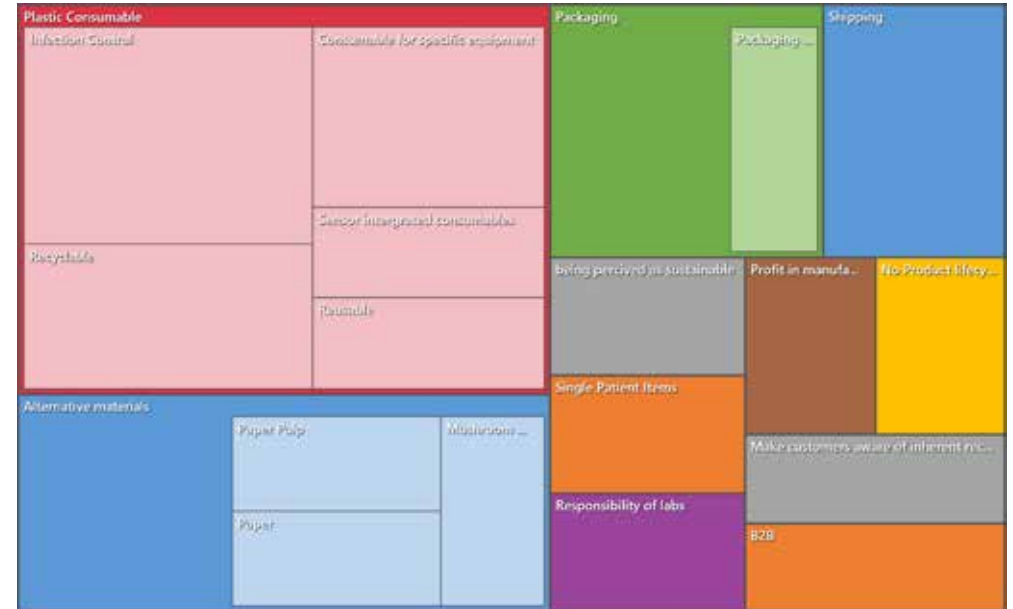 Plastic Consumable
Infection Control
Consumable for specific equipment
Sensor intergrated consumables
Recyclable
Reusable
Alternative materials
Paper Pulp
Mushroom ...
Paper
Packaging
Packaging ...
Shipping
being percived as sustainable
Profit in manufa...
No Product lifecy...
Single Patient Items
Make customers aware of inherent rec...
Responsibility of labs
B2B